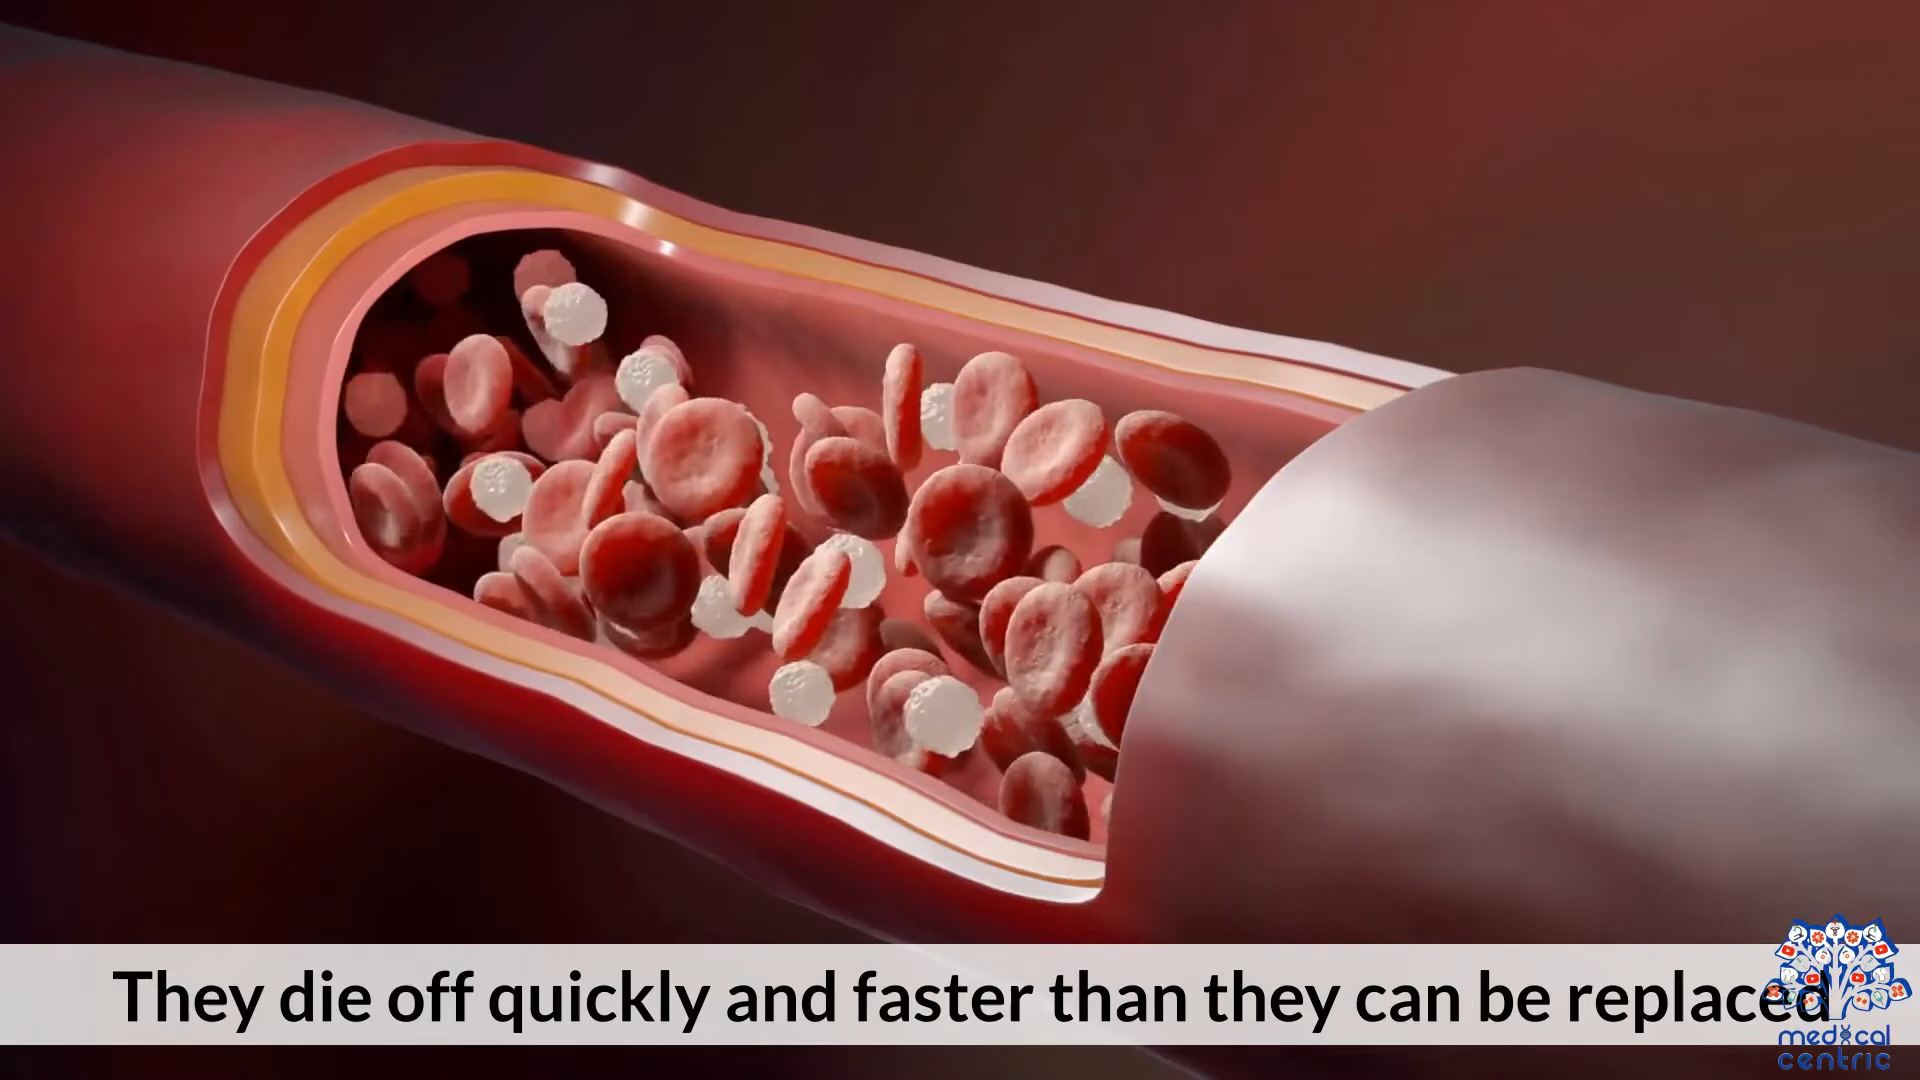 They die off quickly and faster than they can be replaced
medical
centric